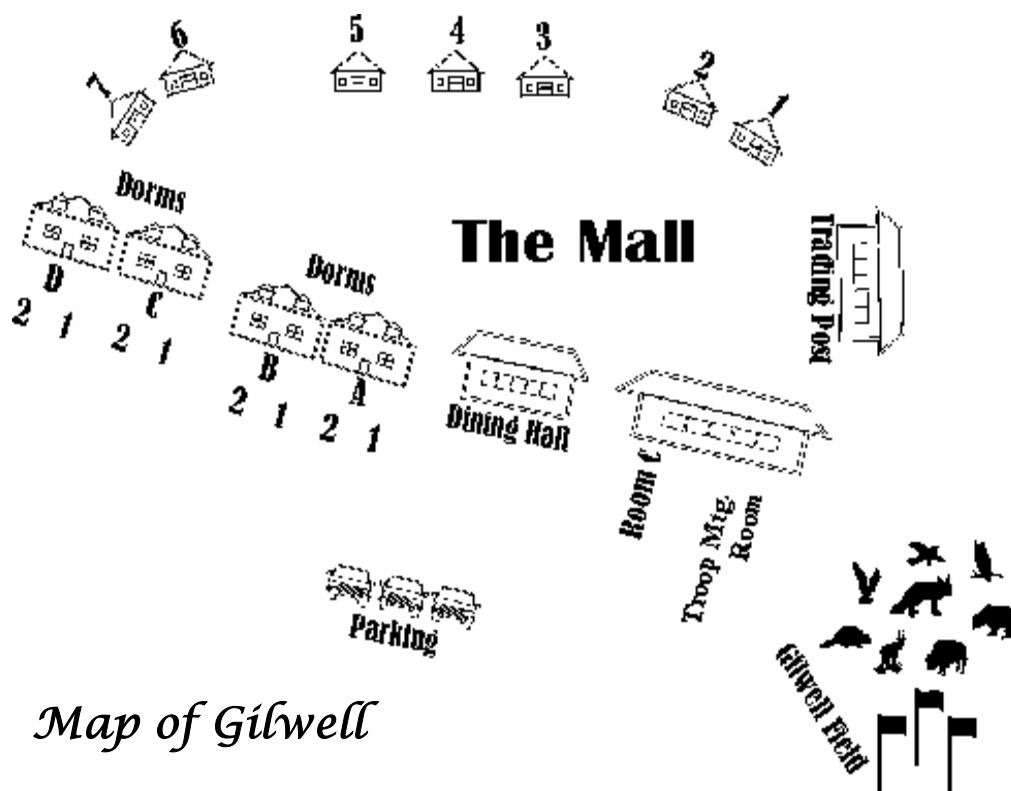 6
5
4
3
2
1
7
Dorms
The Mall
Trading Post
D
C
2 1 2 1
Dorms
B
A
2 1 2 1
Dining Hall
Room C
Troop Mtg.
Room
Parking
Gilwell Field
Map of Gilwell